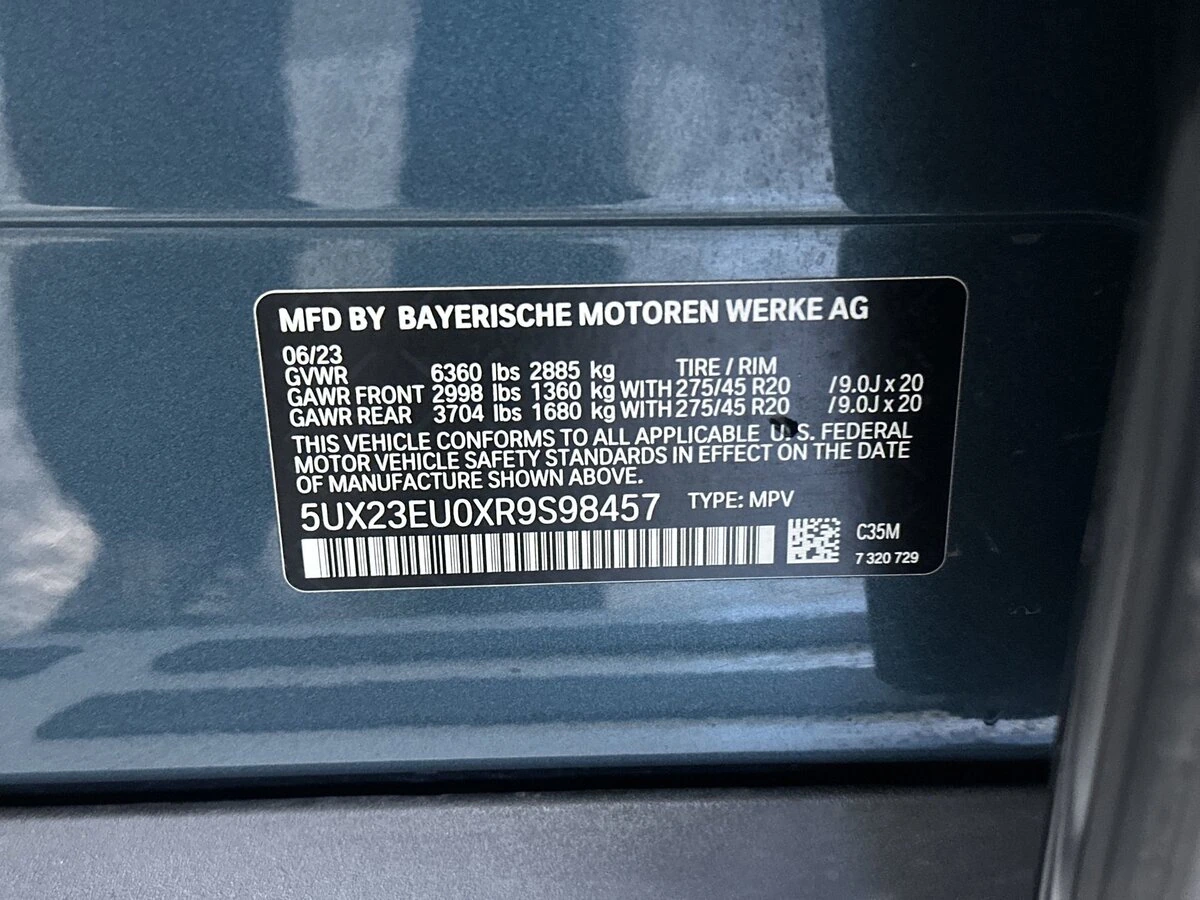 MFD BY BAYERISCHE MOTOREN WERKE AG
06/23
GVWR 6360 lbs 2885 kg TIRE / RIM
GAWR FRONT 2998 lbs 1360 kg WITH 275/45 R20 /9.0J x 20
GAWR REAR 3704 lbs 1680 kg WITH 275/45 R20 /9.0J x 20
THIS VEHICLE CONFORMS TO ALL APPLICABLE U.S. FEDERAL
MOTOR VEHICLE SAFETY STANDARDS IN EFFECT ON THE DATE
OF MANUFACTURE SHOWN ABOVE.
5UX23EU0XR9S98457 TYPE: MPV
C35M
7 320 729